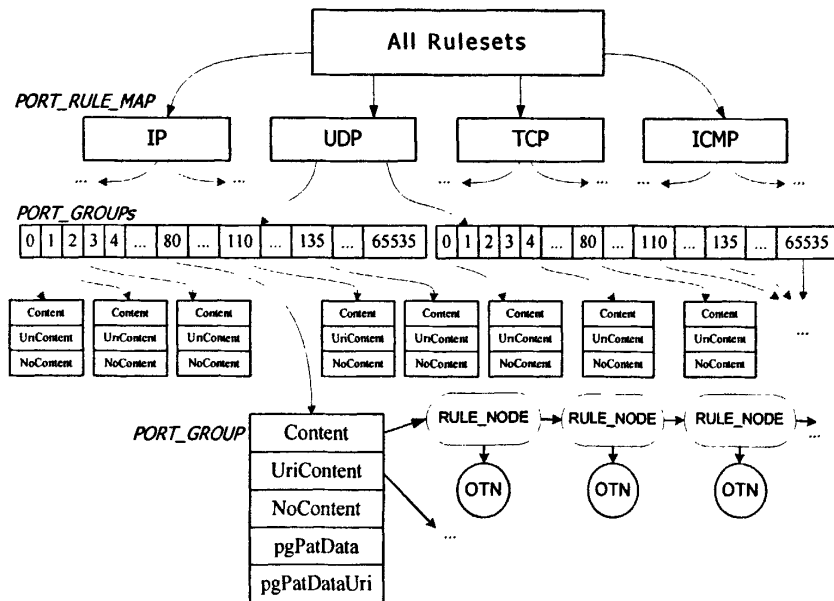 All Rulesets
PORT_RULE_MAP
IP UDP TCP ICMP
... ... ... ... ... ...
PORT_GROUPs
0 1 2 3 4 ... 80 ... 110 ... 135 ... 65535 0 1 2 3 4 ... 80 ... 110 ... 135 ... 65535
Content Content Content Content Content Content Content Content
UriContent UriContent UriContent UriContent UriContent UriContent UriContent UriContent ...
NoContent NoContent NoContent NoContent NoContent NoContent NoContent NoContent
PORT_GROUP Content RULE_NODE RULE_NODE RULE_NODE ...
UriContent OTN OTN OTN
NoContent ...
pgPatData
pgPatDataUri